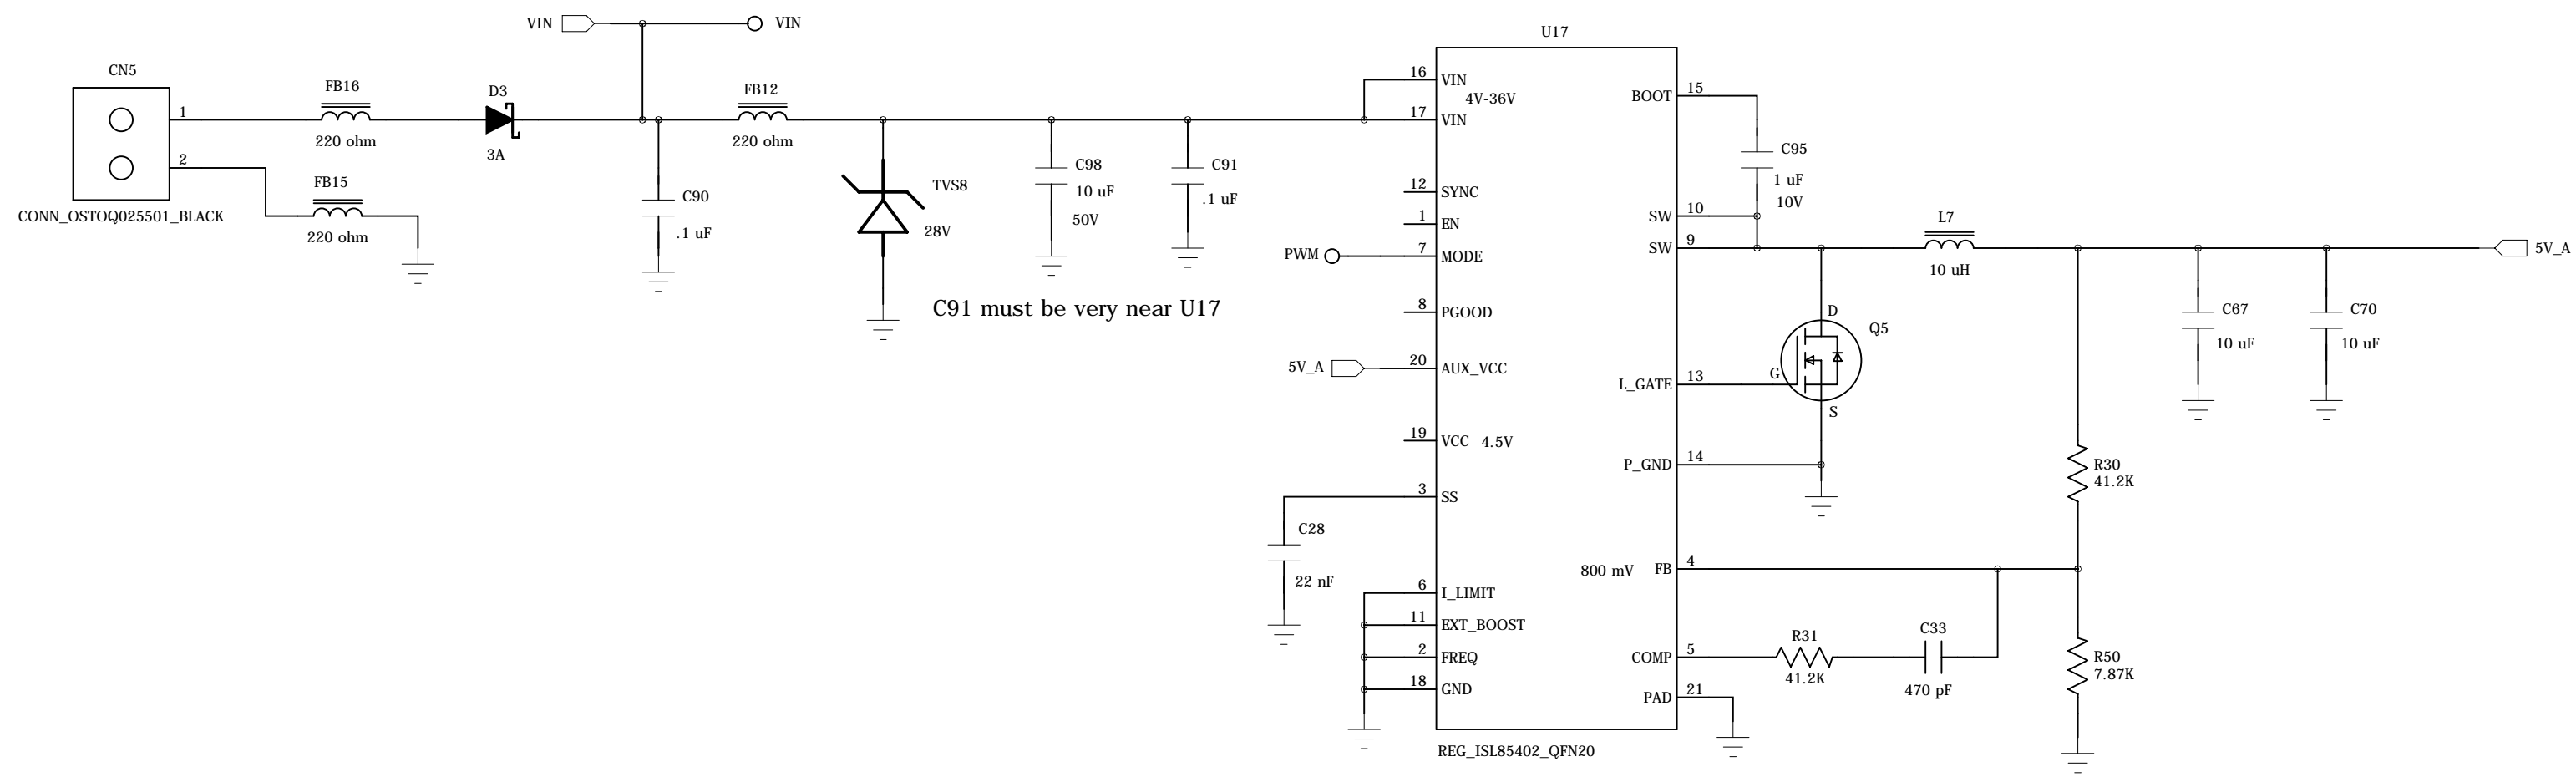 VIN
VIN
U17
CN5
1
2
CONN_OSTOQ025501_BLACK
FB16
220 ohm
FB15
220 ohm
D3
3A
C90
.1 uF
FB12
220 ohm
TVS8
28V
C98
10 uF
50V
C91
.1 uF
C91 must be very near U17
16 VIN
4V-36V
17 VIN
12 SYNC
1 EN
PWM
7 MODE
8 PGOOD
5V_A
20 AUX_VCC
19 VCC 4.5V
3 SS
C28
22 nF
6 I_LIMIT
11 EXT_BOOST
2 FREQ
18 GND
REG_ISL85402_QFN20
BOOT 15
C95
1 uF
10V
SW 10
SW 9
L7
10 uH
5V_A
D
Q5
G
S
L_GATE 13
P_GND 14
C67
10 uF
C70
10 uF
R30
41.2K
800 mV FB 4
COMP 5
R31
41.2K
C33
470 pF
R50
7.87K
PAD 21